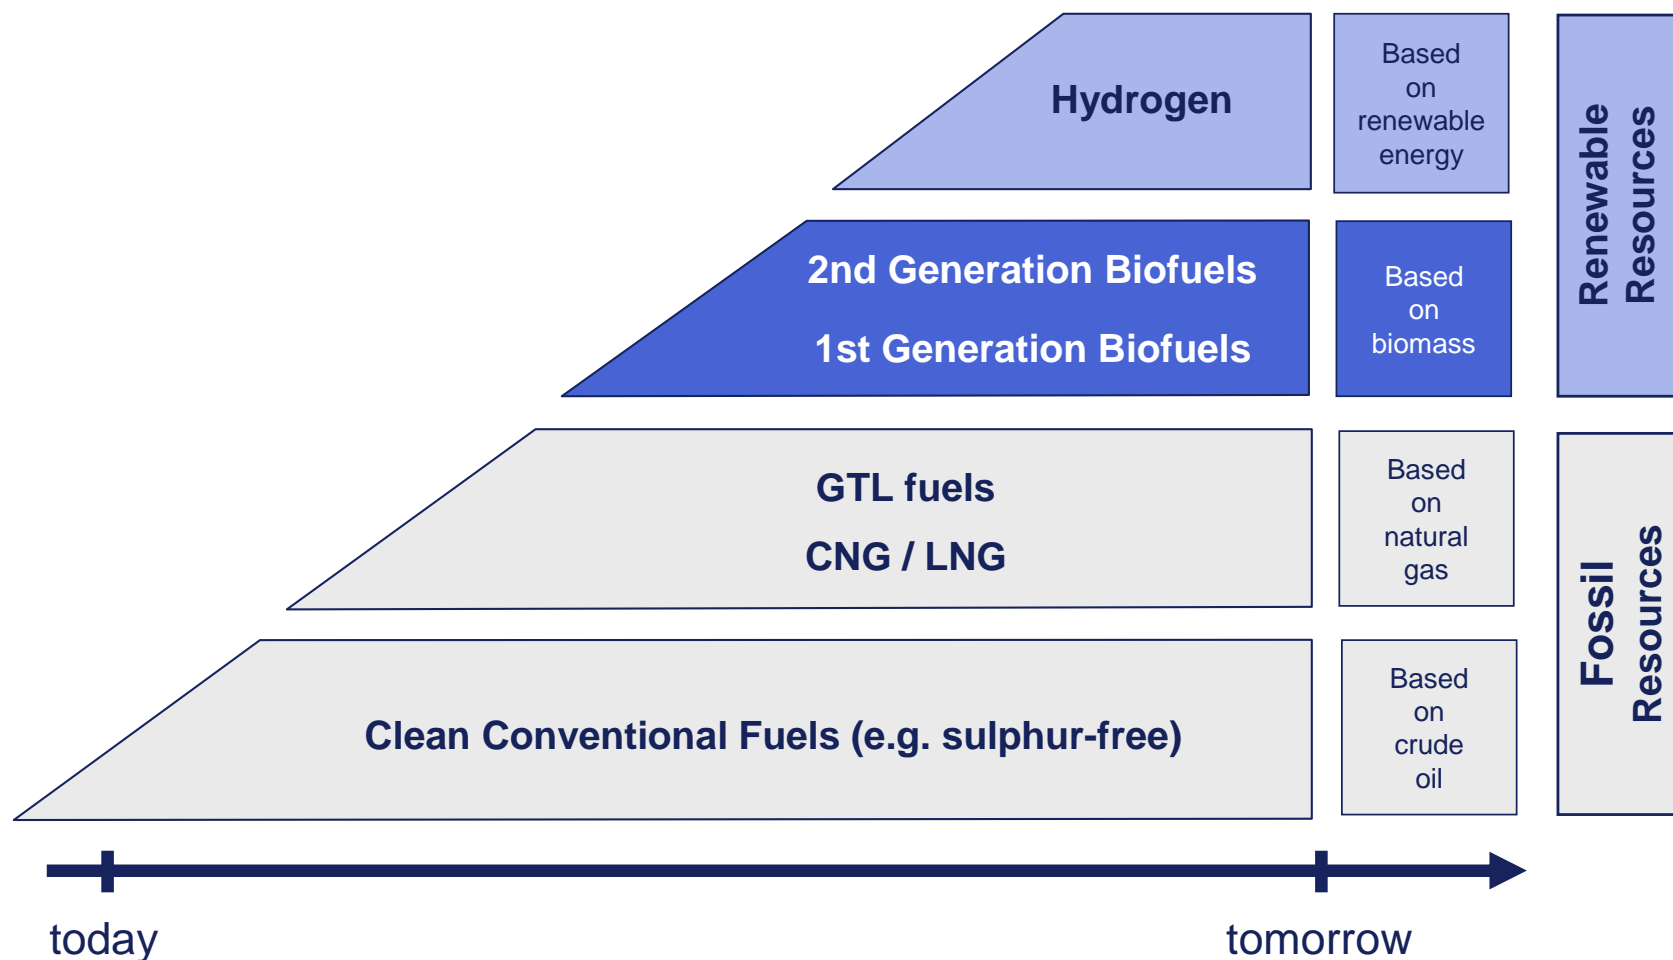 Hydrogen
Based
on
renewable
energy
Renewable
Resources
2nd Generation Biofuels
1st Generation Biofuels
Based
on
biomass
GTL fuels
CNG / LNG
Based
on
natural
gas
Fossil
Resources
Clean Conventional Fuels (e.g. sulphur-free)
Based
on
crude
oil
today
tomorrow